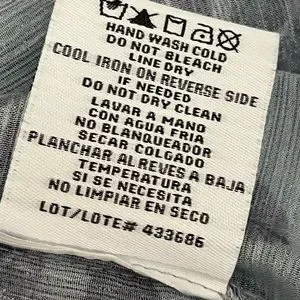 HAND WASH COLD
DO NOT BLEACH
LINE DRY
COOL IRON ON REVERSE SIDE
IF NEEDED
DO NOT DRY CLEAN
LAVAR A MANO
CON AGUA FRIA
NO BLANQUEADOR
SECAR COLGADO
PLANCHAR AL REVES A BAJA
TEMPERATURA
SI SE NECESITA
NO LIMPIAR EN SECO
LOT/LOTE# 433686